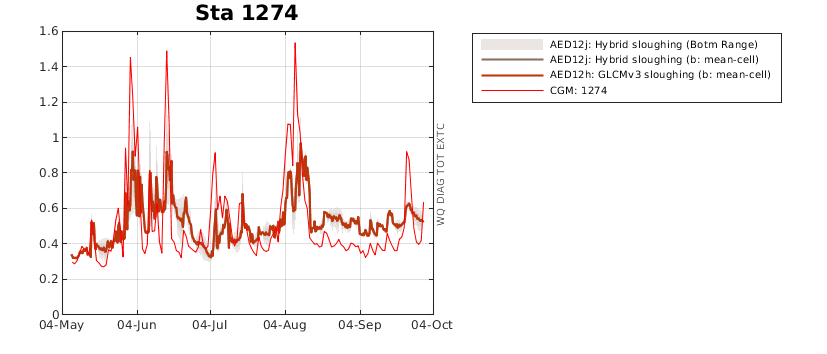 Sta 1274
1.6
1.4
1.2
1
0.8
0.6
0.4
0.2
0
04-May 04-Jun 04-Jul 04-Aug 04-Sep 04-Oct
WQ DIAG TOT EXTC
AED12j: Hybrid sloughing (Botm Range)
AED12j: Hybrid sloughing (b: mean-cell)
AED12h: GLCMv3 sloughing (b: mean-cell)
CGM: 1274